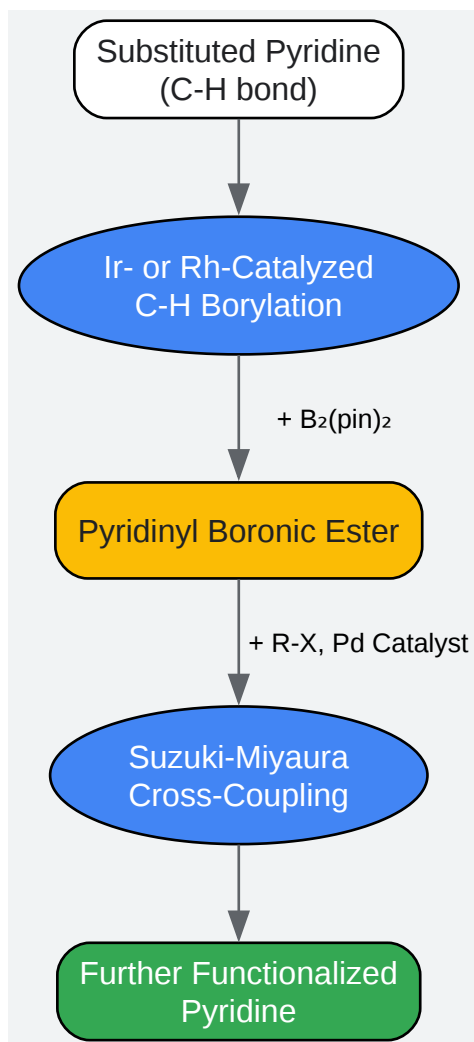 Substituted Pyridine
(C-H bond)
Ir- or Rh-Catalyzed
C-H Borylation
+ B₂(pin)₂
Pyridinyl Boronic Ester
+ R-X, Pd Catalyst
Suzuki-Miyaura
Cross-Coupling
Further Functionalized
Pyridine